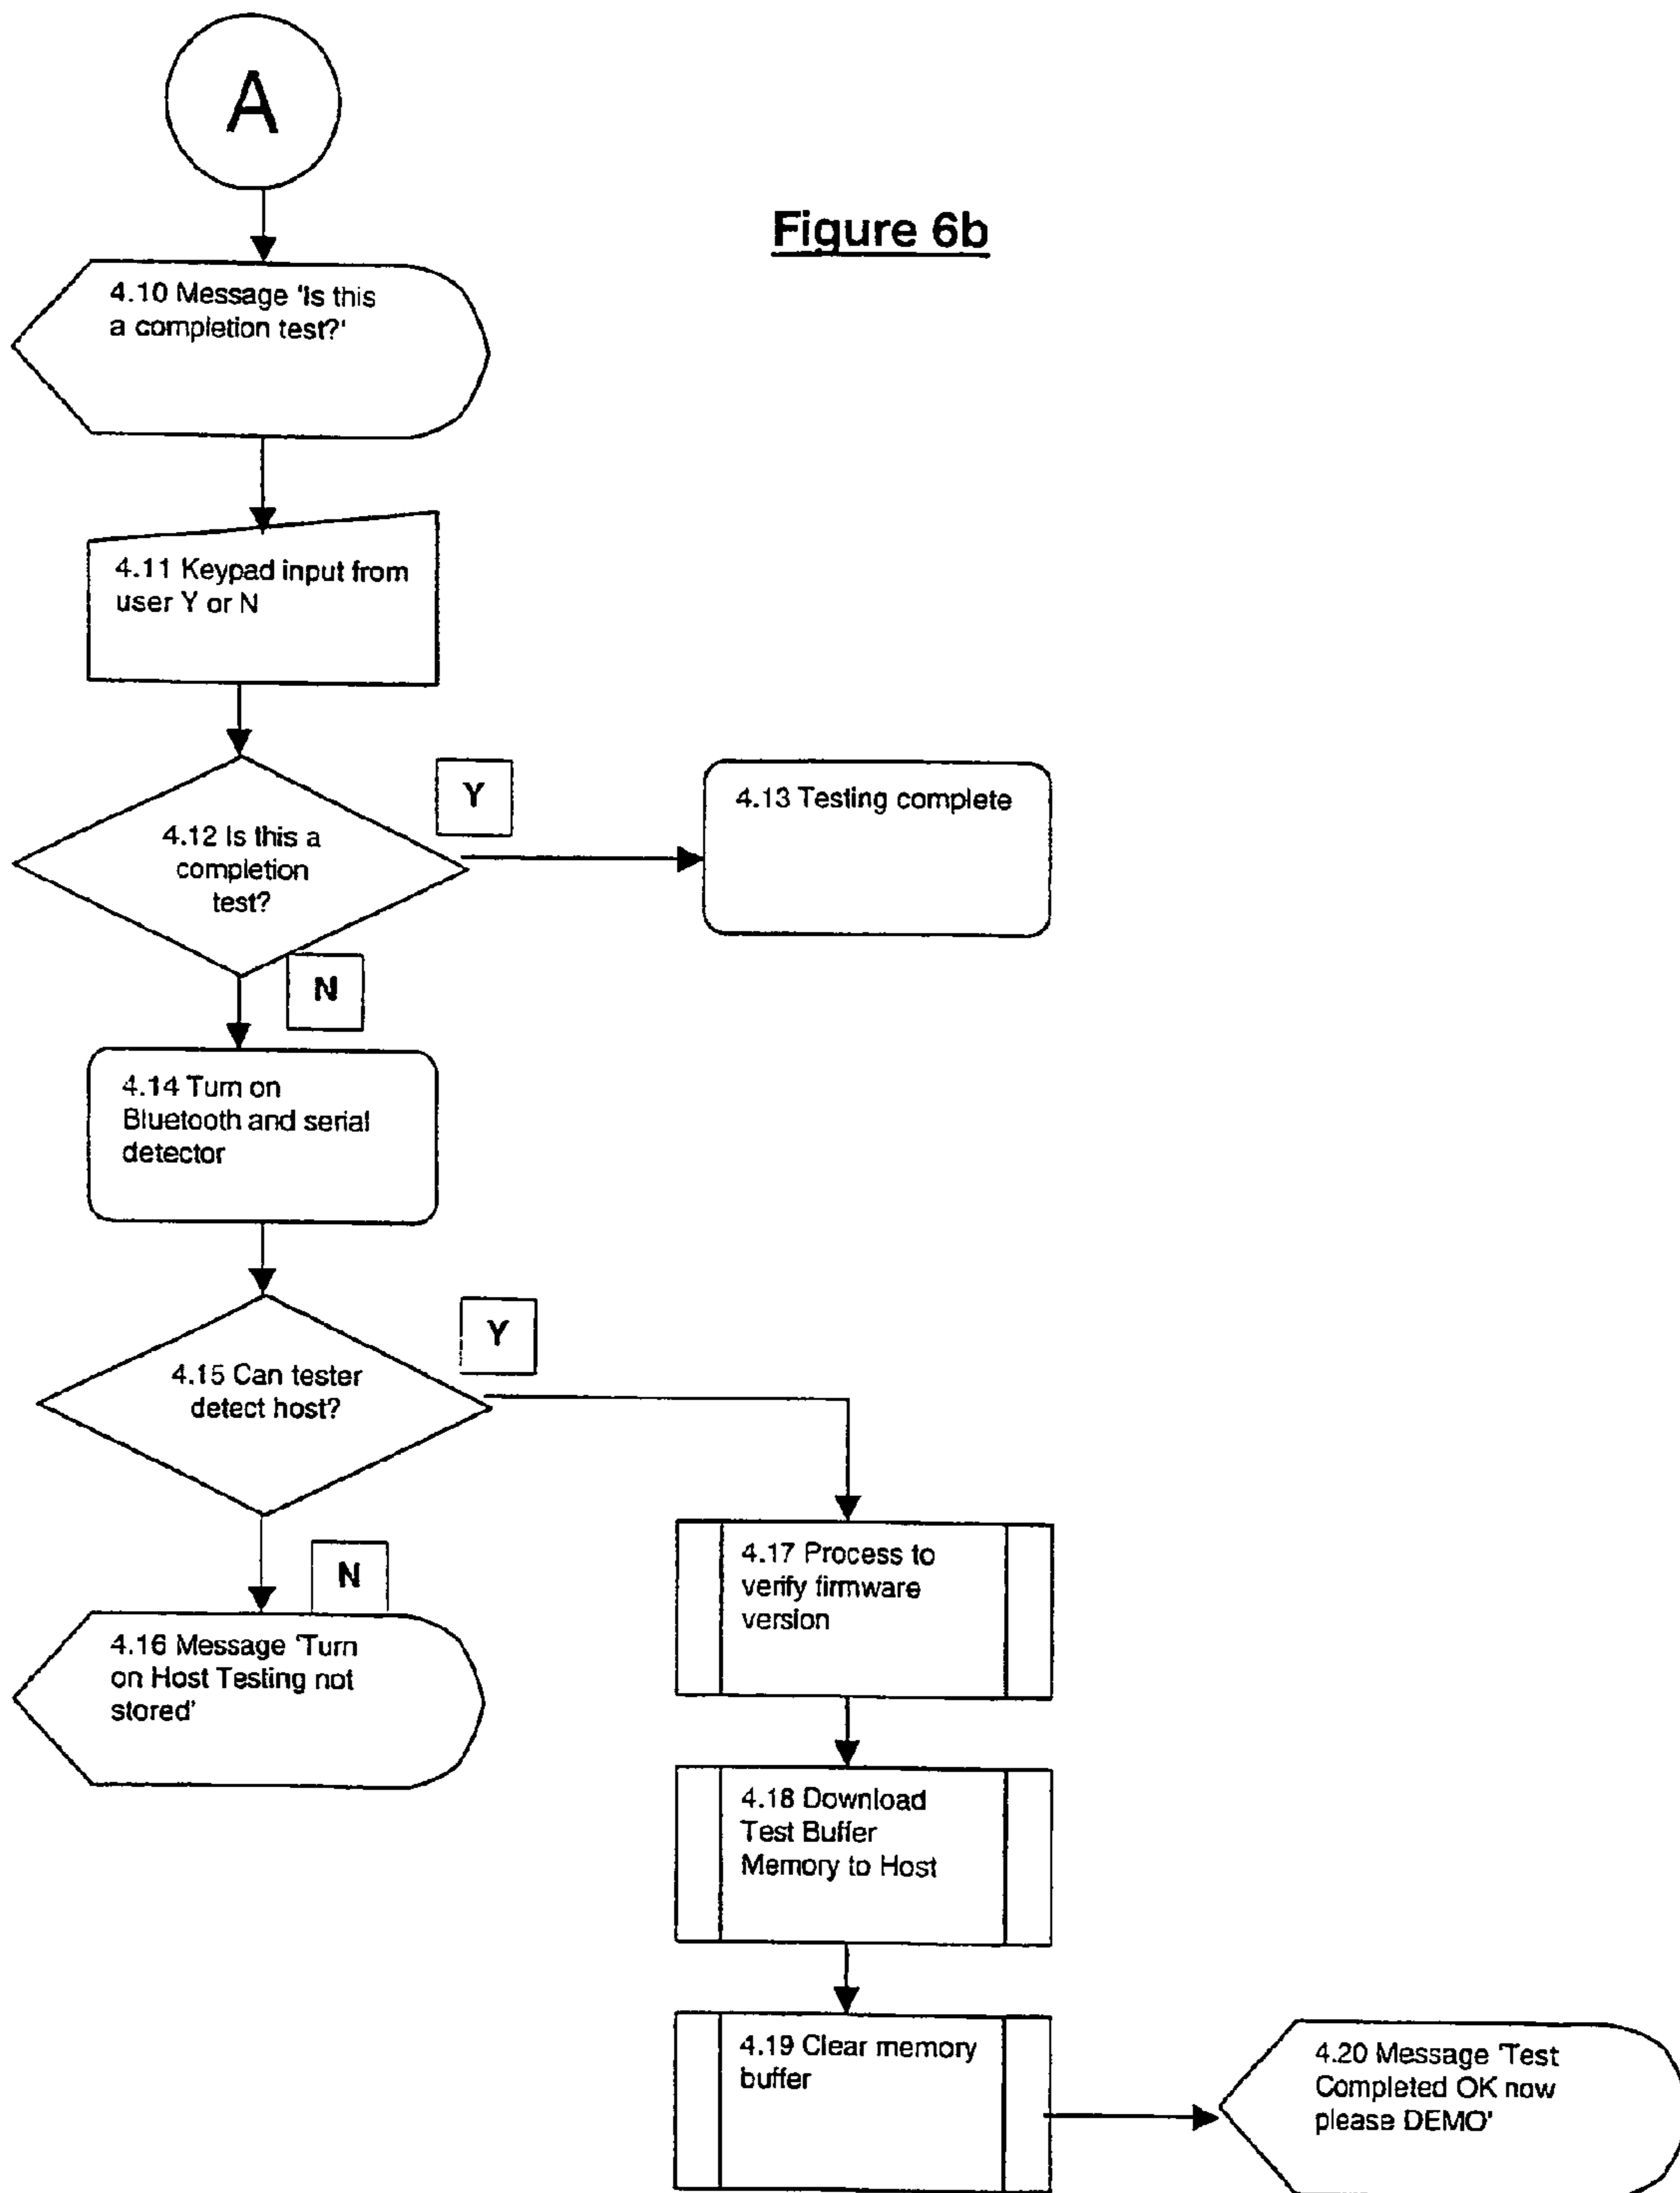 A
Figure 6b
4.10 Message 'Is this
a completion test?'
4.11 Keypad input from
user Y or N
4.12 Is this a
completion
test?
Y
4.13 Testing complete
N
4.14 Turn on
Bluetooth and serial
detector
4.15 Can tester
detect host?
Y
N
4.16 Message 'Turn
on Host Testing not
stored'
4.17 Process to
verify firmware
version
4.18 Download
Test Buffer
Memory to Host
4.19 Clear memory
buffer
4.20 Message 'Test
Completed OK now
please DEMO'